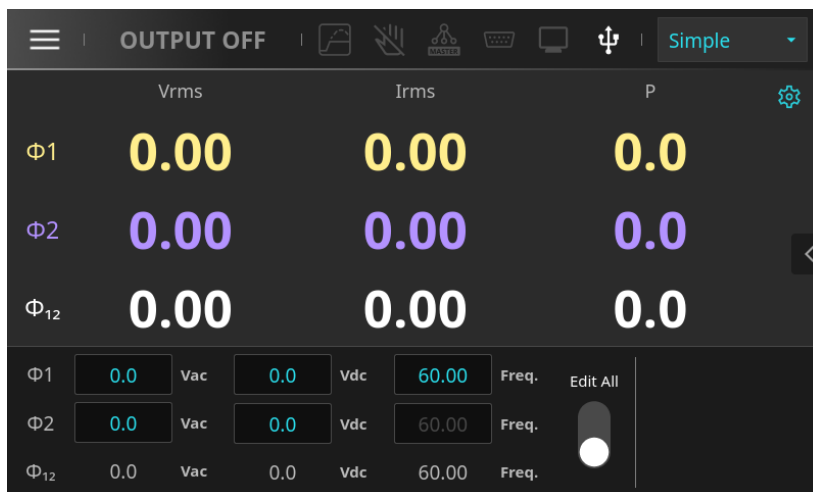 OUTPUT OFF MASTER Simple
Vrms Irms P
Φ1 0.00 0.00 0.0
Φ2 0.00 0.00 0.0
Φ₁₂ 0.00 0.00 0.0
Φ1 0.0 Vac 0.0 Vdc 60.00 Freq. Edit All
Φ2 0.0 Vac 0.0 Vdc 60.00 Freq.
Φ₁₂ 0.0 Vac 0.0 Vdc 60.00 Freq.